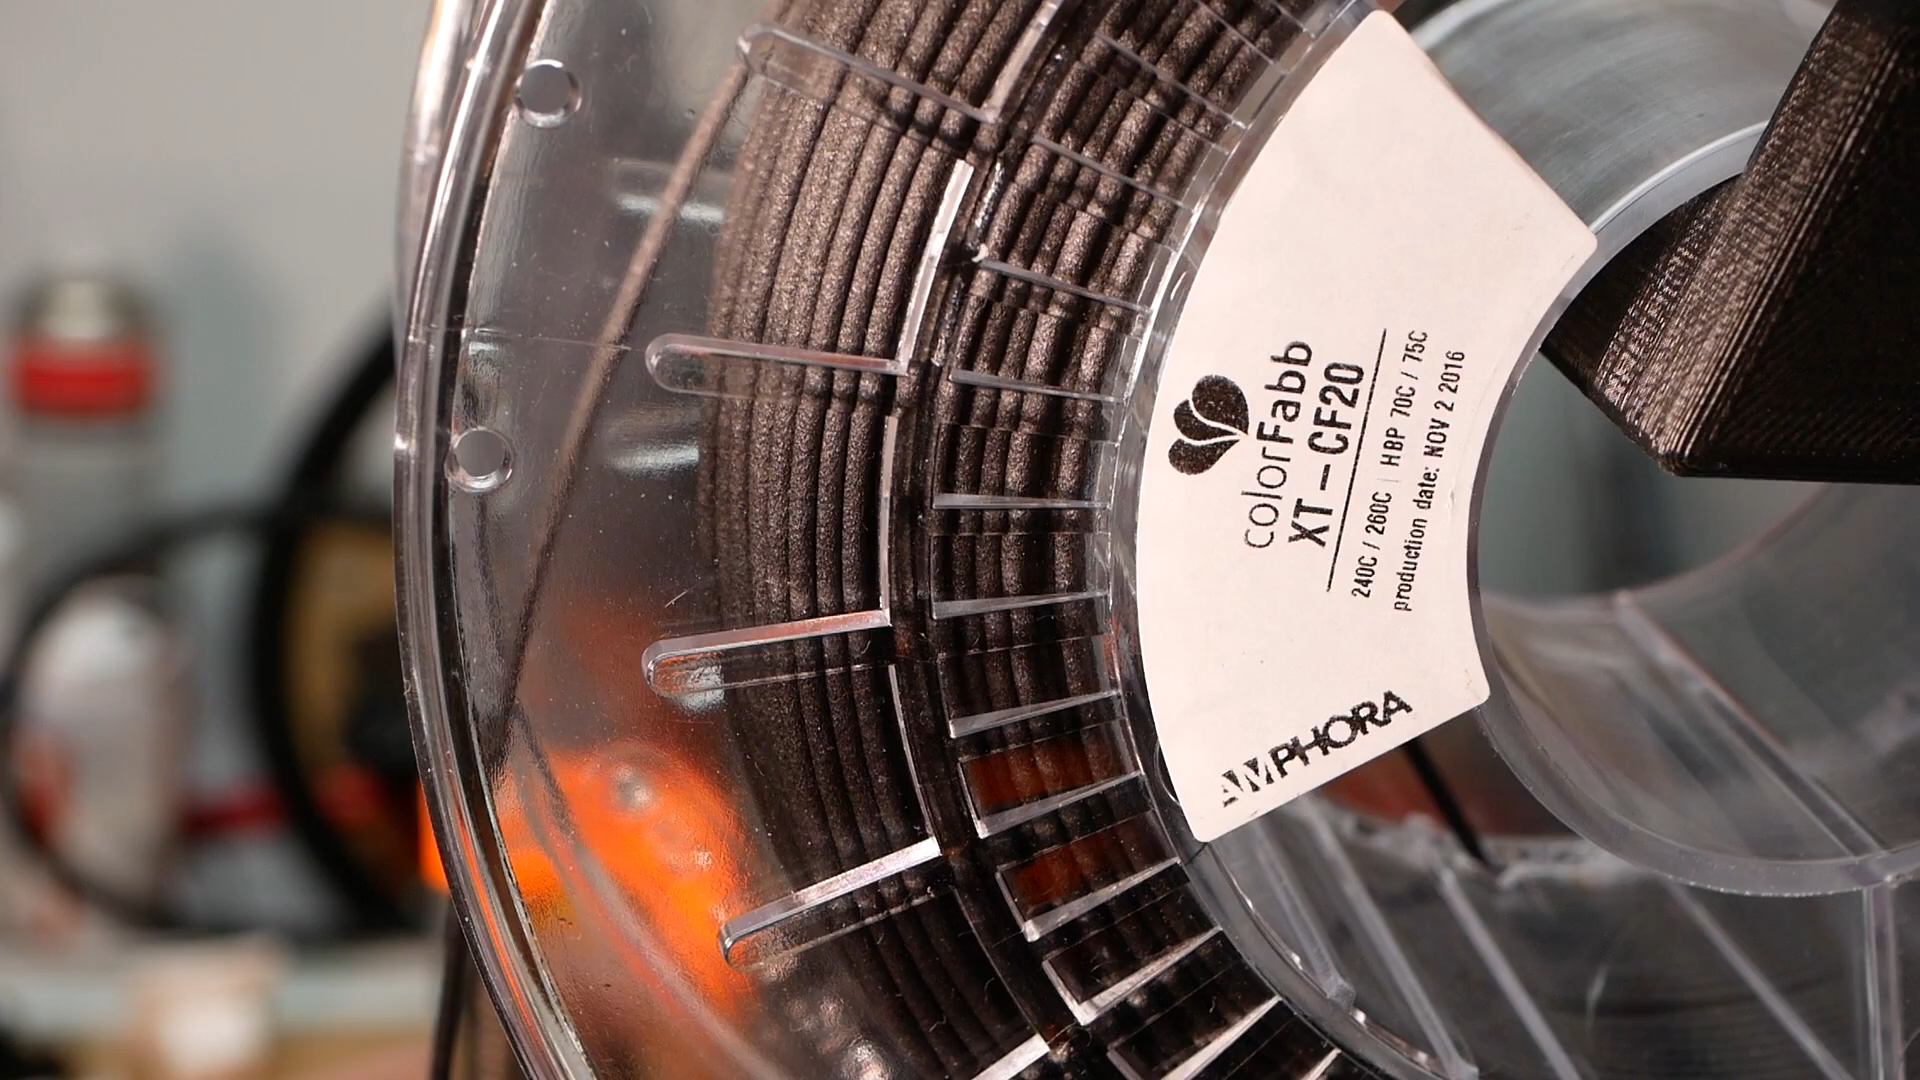 colorFabb
XT-CF20
240C / 260C | HBP 70C / 75C
production date: NOV 2 2016
AMPHORA